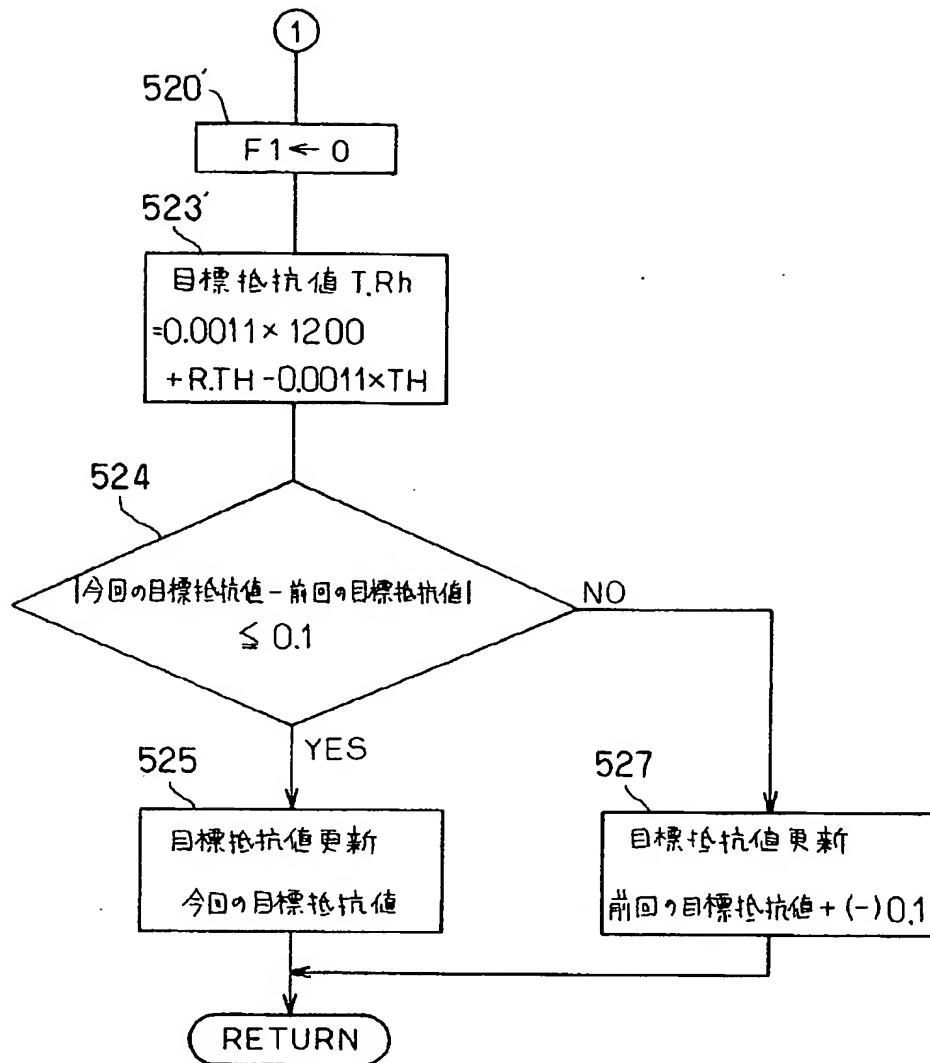 1
520'
F1←0
523'
目標抵抗値 T.Rh
=0.0011×1200
+R.TH-0.0011×TH
524
|今回の目標抵抗値-前回の目標抵抗値|
≦0.1
NO
YES
525
目標抵抗値更新
今回の目標抵抗値
527
目標抵抗値更新
前回の目標抵抗値+(-)0.1
RETURN